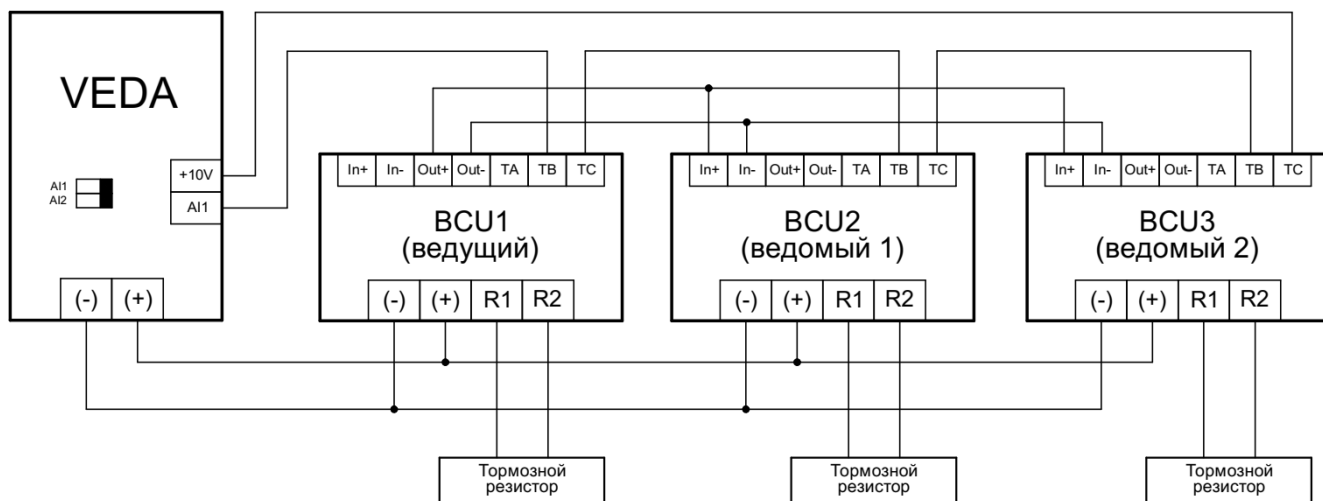 VEDA
+10V
AI1
AI1
AI2
(-) (+)
In+ In- Out+ Out- TA TB TC
BCU1
(ведущий)
(-) (+) R1 R2
In+ In- Out+ Out- TA TB TC
BCU2
(ведомый 1)
(-) (+) R1 R2
In+ In- Out+ Out- TA TB TC
BCU3
(ведомый 2)
(-) (+) R1 R2
Тормозной
резистор
Тормозной
резистор
Тормозной
резистор